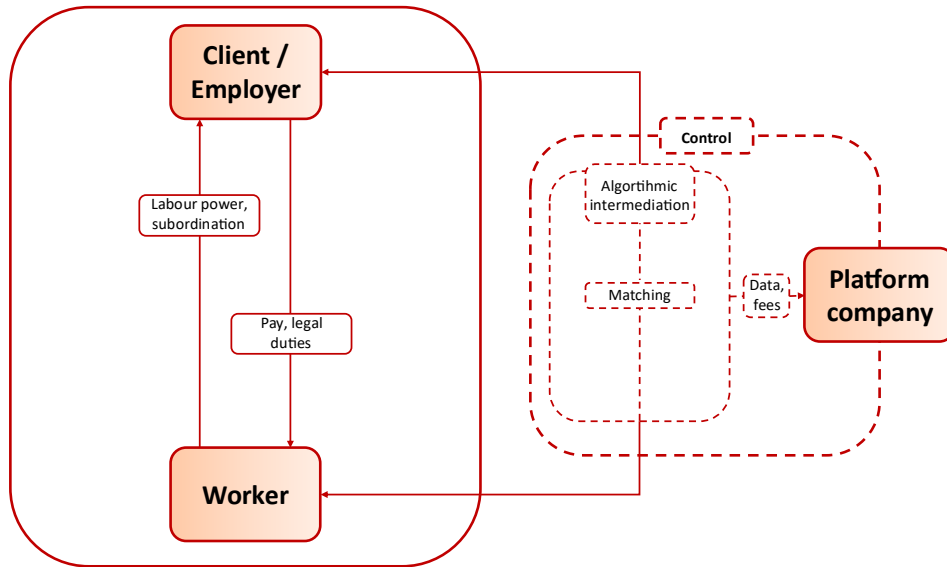 Client /
Employer
Control
Algortihmic
intermediation
Labour power,
subordination
Matching
Data,
fees
Platform
company
Pay, legal
duties
Worker